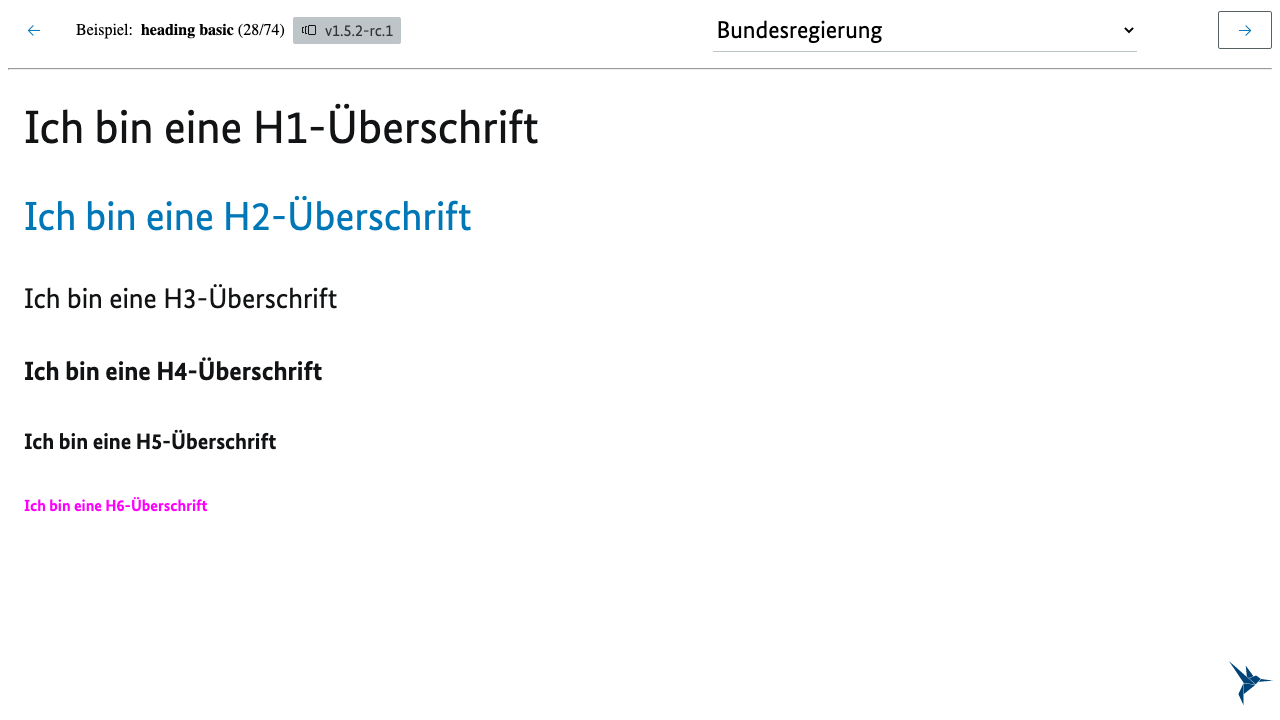 Beispiel: heading basic (28/74) v1.5.2-rc.1
Bundesregierung
Ich bin eine H1-Überschrift
Ich bin eine H2-Überschrift
Ich bin eine H3-Überschrift
Ich bin eine H4-Überschrift
Ich bin eine H5-Überschrift
Ich bin eine H6-Überschrift